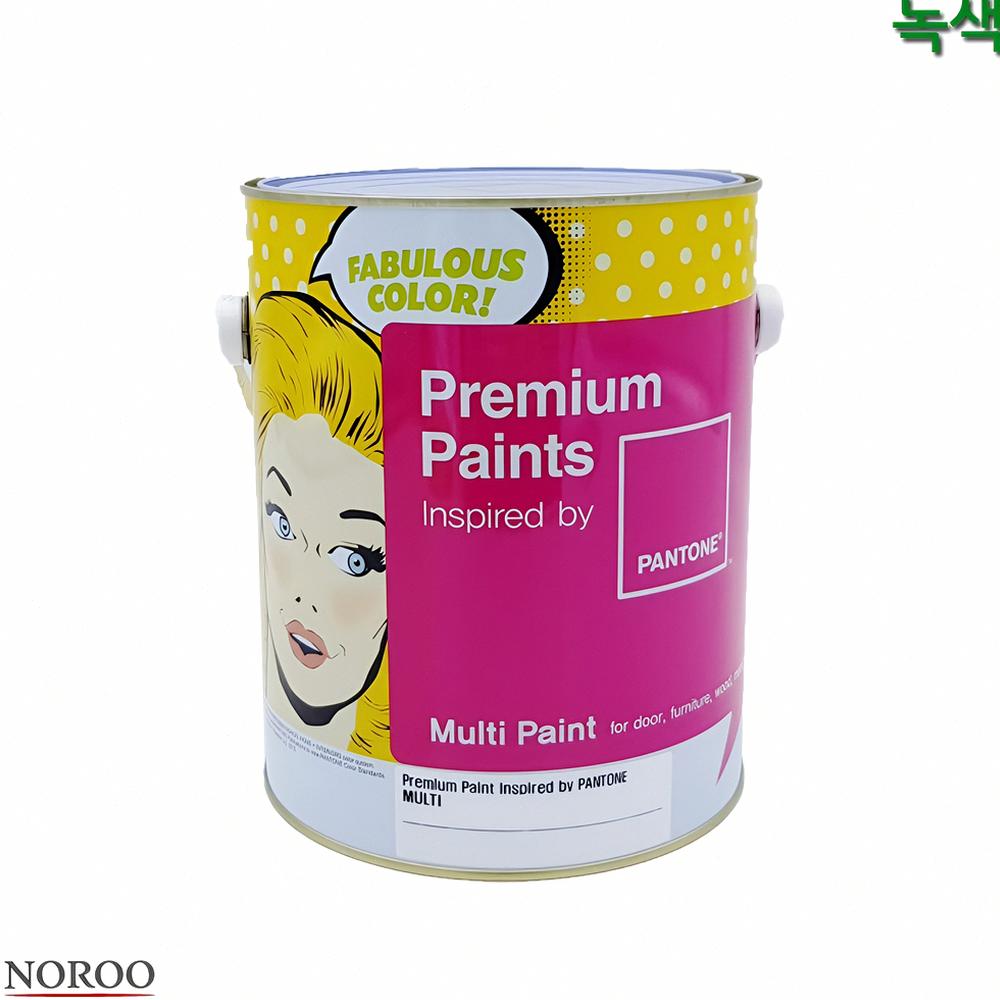 녹색
FABULOUS
COLOR!
Premium
Paints
Inspired by
PANTONE®
Multi Paint for door, furniture, wood,
Premium Paint Inspired by PANTONE
MULTI
NOROO